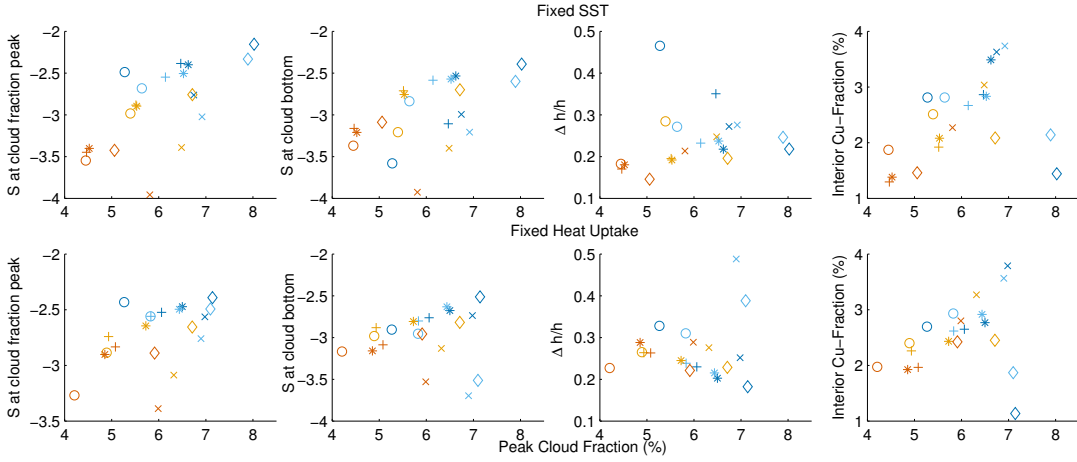 Fixed SST
S at cloud fraction peak
−2
−2.5
−3
−3.5
−4
4 5 6 7 8
S at cloud bottom
−2
−2.5
−3
−3.5
−4
4 5 6 7 8
Δ h/h
0.5
0.4
0.3
0.2
0.1
4 5 6 7 8
Interior Cu−Fraction (%)
4
3
2
1
4 5 6 7 8
Fixed Heat Uptake
S at cloud fraction peak
−2
−2.5
−3
−3.5
4 5 6 7 8
S at cloud bottom
−2
−2.5
−3
−3.5
−4
4 5 6 7 8
Δ h/h
0.5
0.4
0.3
0.2
0.1
4 5 6 7 8
Interior Cu−Fraction (%)
4
3
2
1
4 5 6 7 8
Peak Cloud Fraction (%)